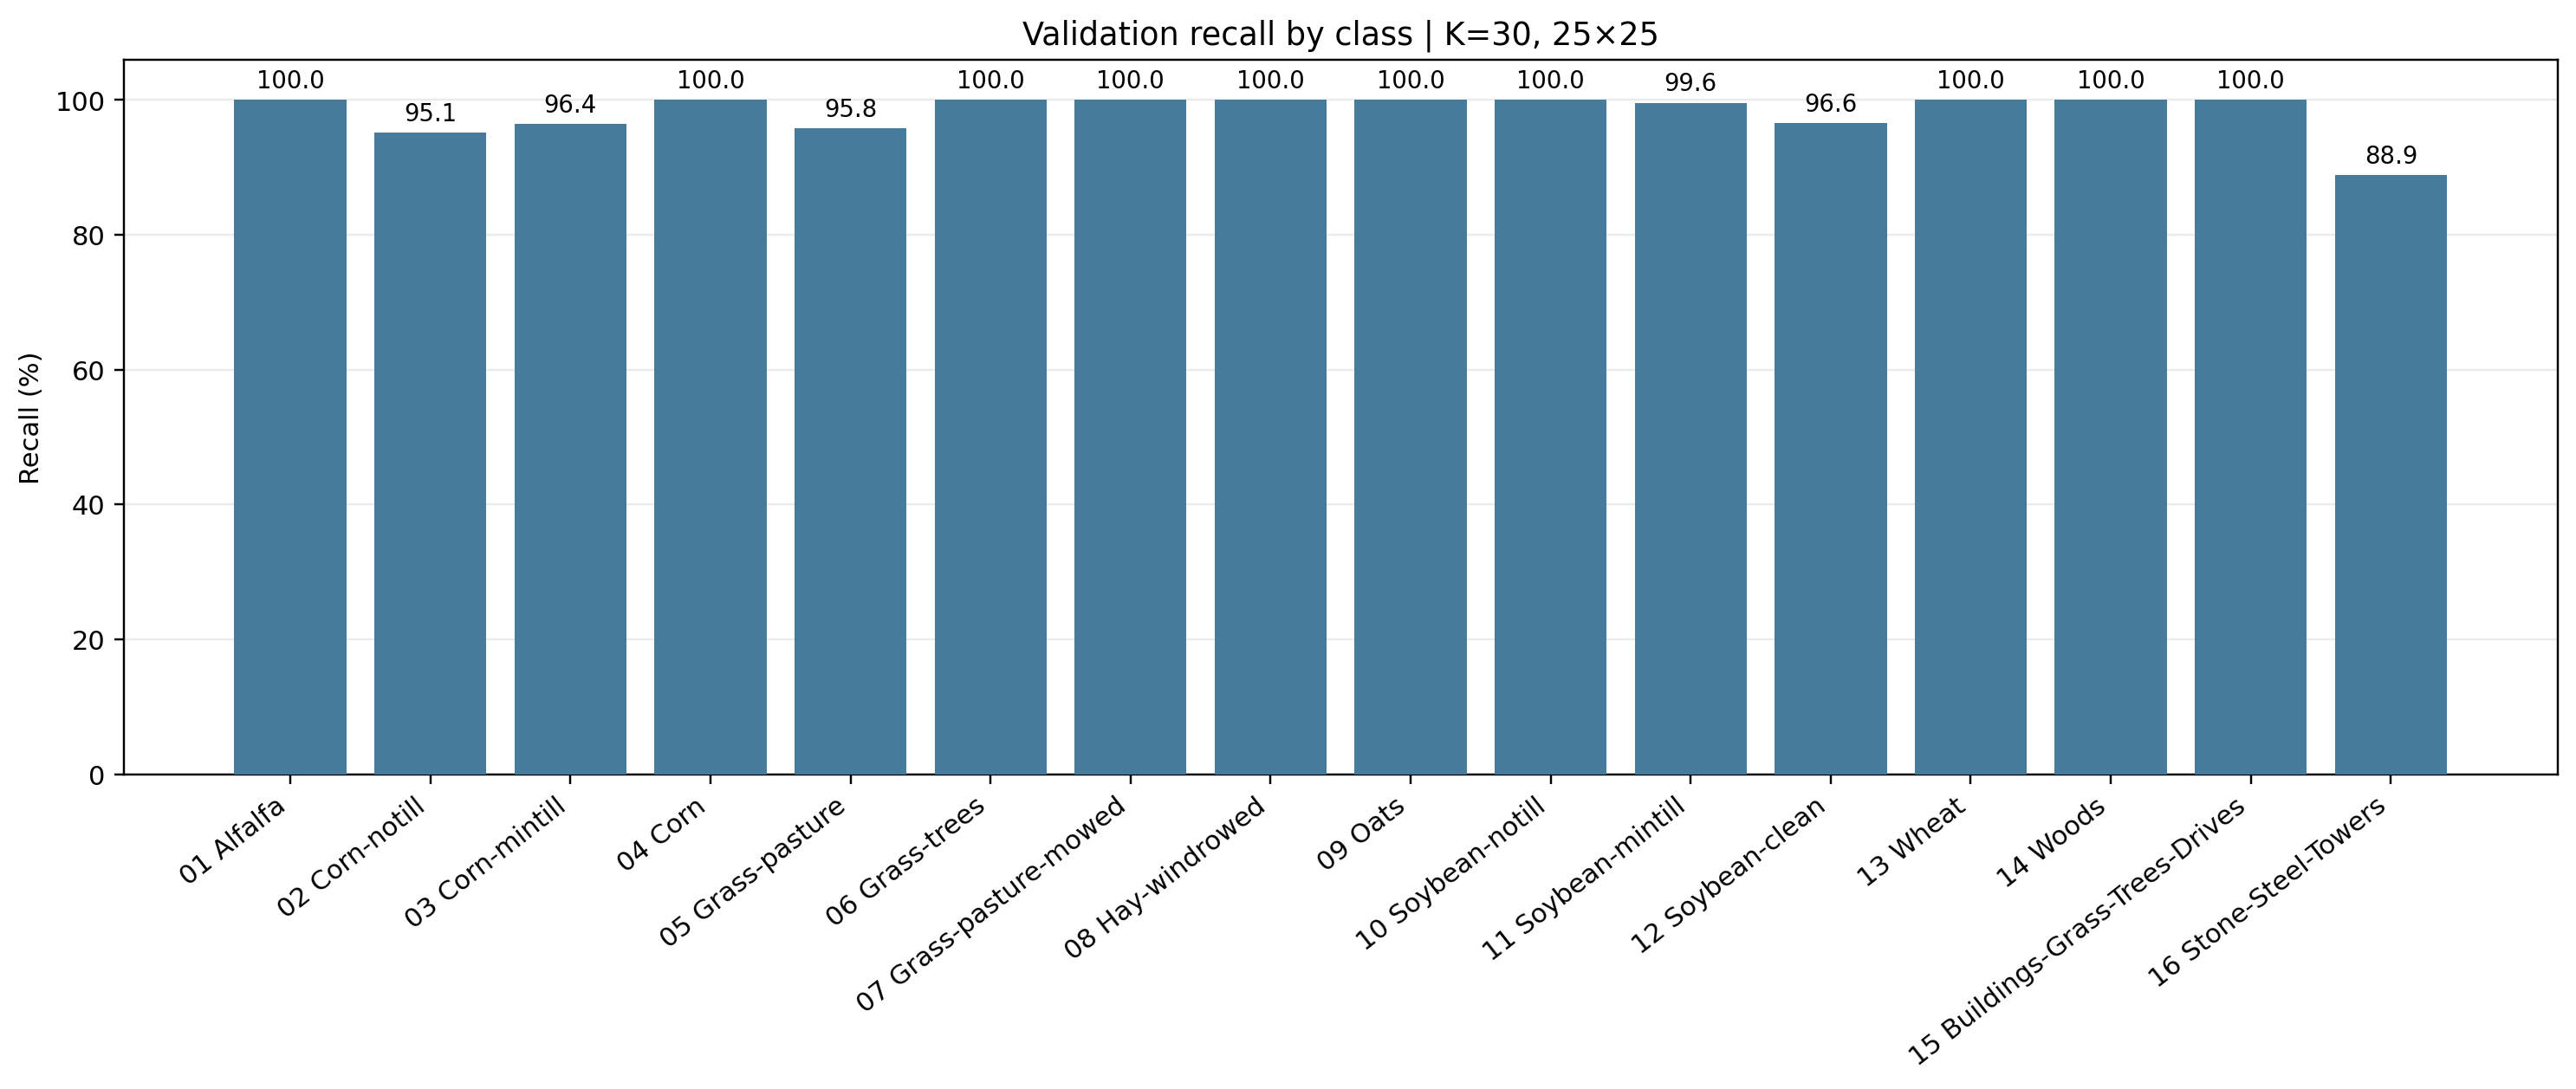 Validation recall by class | K=30, 25×25
Recall (%)
100
80
60
40
20
0
100.0
95.1
96.4
100.0
95.8
100.0
100.0
100.0
100.0
100.0
99.6
96.6
100.0
100.0
100.0
88.9
01 Alfalfa
02 Corn-notill
03 Corn-mintill
04 Corn
05 Grass-pasture
06 Grass-trees
07 Grass-pasture-mowed
08 Hay-windrowed
09 Oats
10 Soybean-notill
11 Soybean-mintill
12 Soybean-clean
13 Wheat
14 Woods
15 Buildings-Grass-Trees-Drives
16 Stone-Steel-Towers